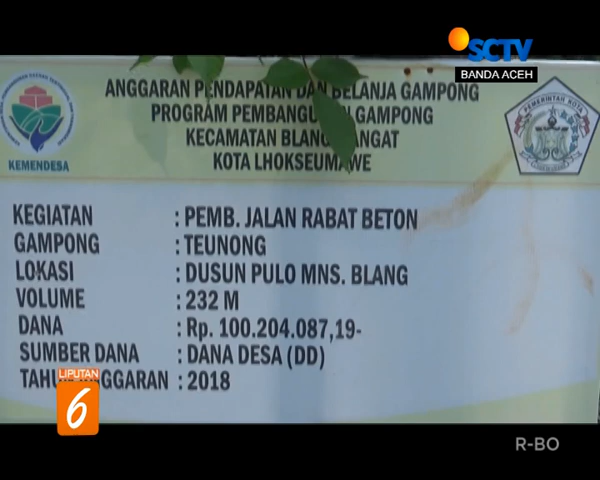 SCTV
BANDA ACEH
ANGGARAN PENDAPATAN DAN BELANJA GAMPONG
PROGRAM PEMBANGUNAN GAMPONG
KECAMATAN BLANG MANGAT
KOTA LHOKSEUMAWE
KEMENDESA
PEMERINTAH KOTA
KEGIATAN : PEMB. JALAN RABAT BETON
GAMPONG : TEUNONG
LOKASI : DUSUN PULO MNS. BLANG
VOLUME : 232 M
DANA : Rp. 100.204.087,19-
SUMBER DANA : DANA DESA (DD)
TAHUN ANGGARAN : 2018
LIPUTAN
6
R-BO